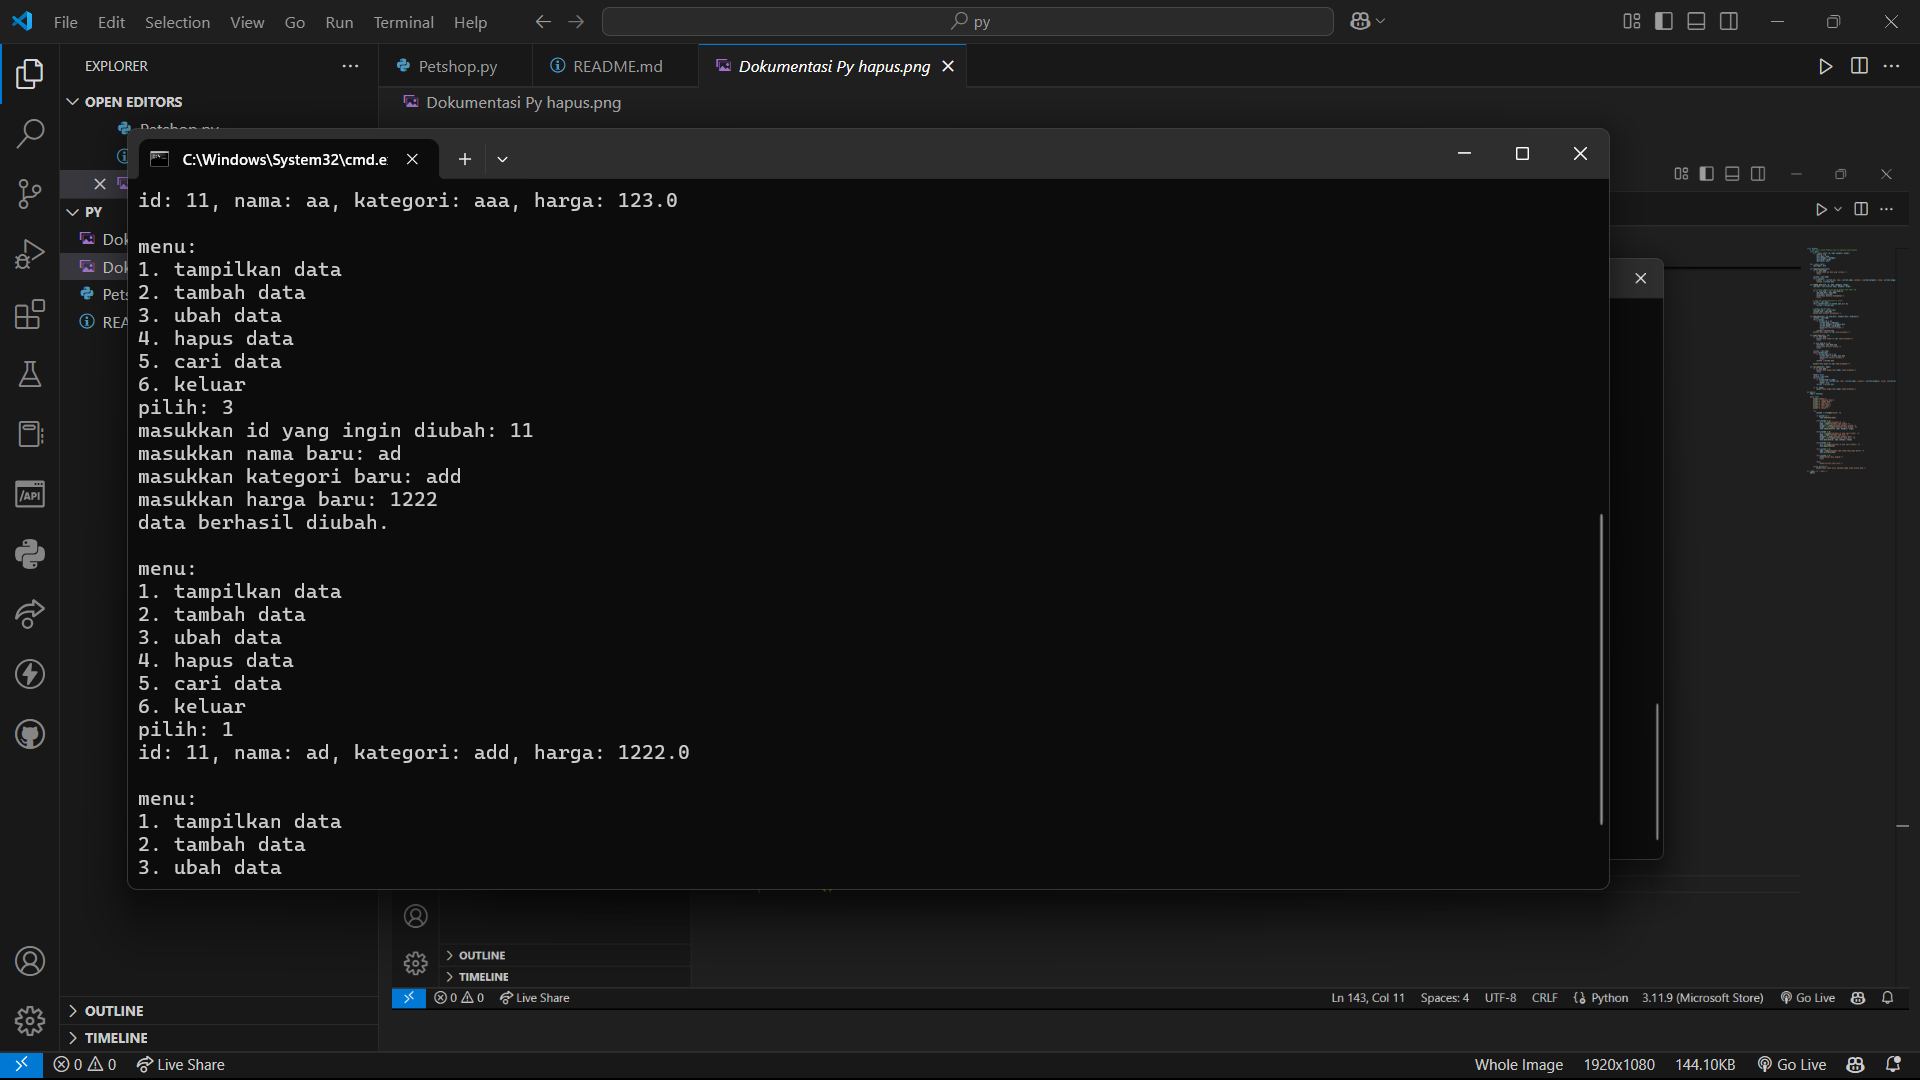 File Edit Selection View Go Run Terminal Help
py
EXPLORER
Petshop.py
README.md
Dokumentasi Py hapus.png
OPEN EDITORS
Dokumentasi Py hapus.png
Petshop.py
C:\Windows\System32\cmd.e
PY
Dok
Dok
Pets
REA
id: 11, nama: aa, kategori: aaa, harga: 123.0
menu:
1. tampilkan data
2. tambah data
3. ubah data
4. hapus data
5. cari data
6. keluar
pilih: 3
masukkan id yang ingin diubah: 11
masukkan nama baru: ad
masukkan kategori baru: add
masukkan harga baru: 1222
data berhasil diubah.
menu:
1. tampilkan data
2. tambah data
3. ubah data
4. hapus data
5. cari data
6. keluar
pilih: 1
id: 11, nama: ad, kategori: add, harga: 1222.0
menu:
1. tampilkan data
2. tambah data
3. ubah data
/API
OUTLINE
TIMELINE
0 0 Live Share
Ln 143, Col 11 Spaces: 4 UTF-8 CRLF Python 3.11.9 (Microsoft Store) Go Live
OUTLINE
TIMELINE
0 0 Live Share
Whole Image 1920x1080 144.10KB Go Live